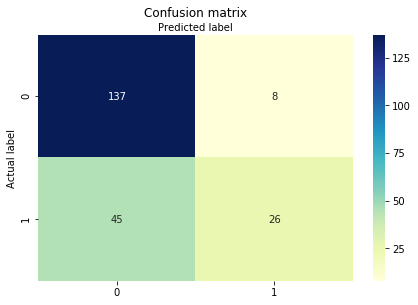 Confusion matrix
Predicted label
0 137 8 125
100
75
Actual label
50
1 45 26 25
0 1